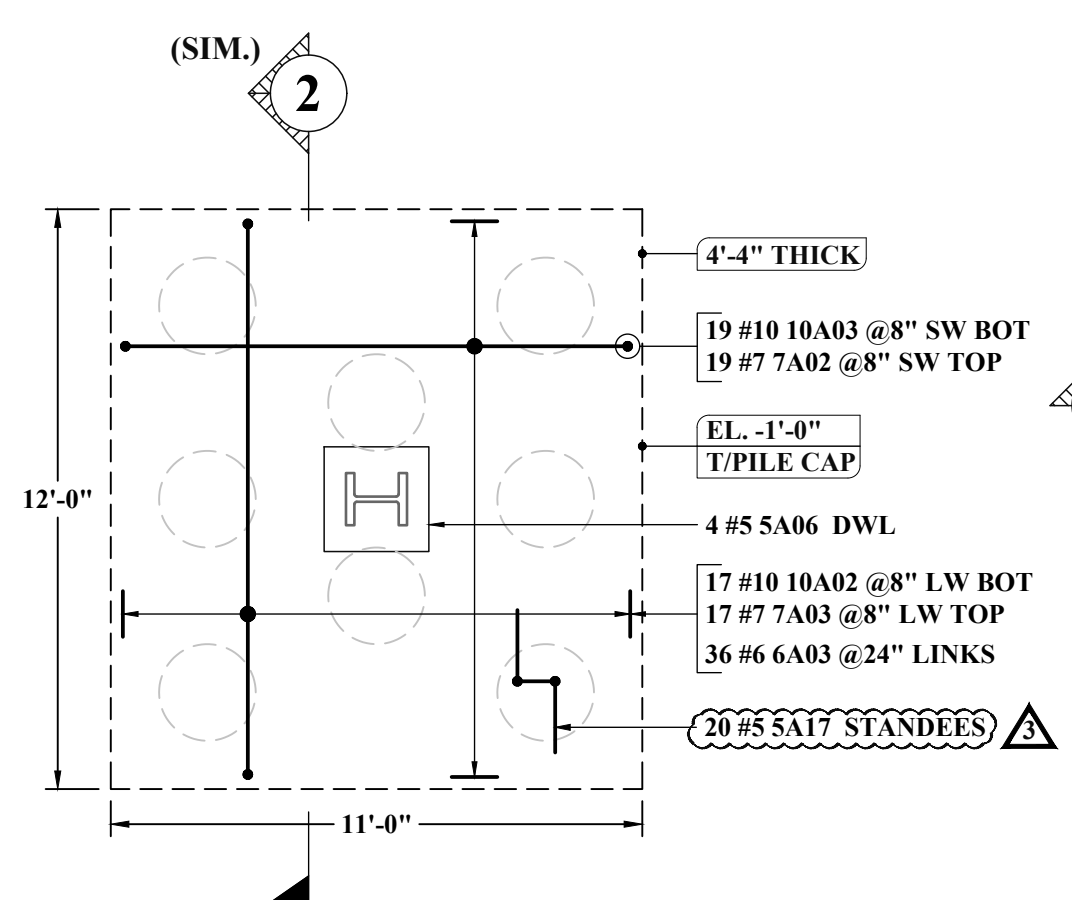 (SIM.)
2
4'-4" THICK
19 #10 10A03 @8" SW BOT
19 #7 7A02 @8" SW TOP
EL. -1'-0"
T/PILE CAP
12'-0"
4 #5 5A06 DWL
17 #10 10A02 @8" LW BOT
17 #7 7A03 @8" LW TOP
36 #6 6A03 @24" LINKS
20 #5 5A17 STANDEES
3
11'-0"